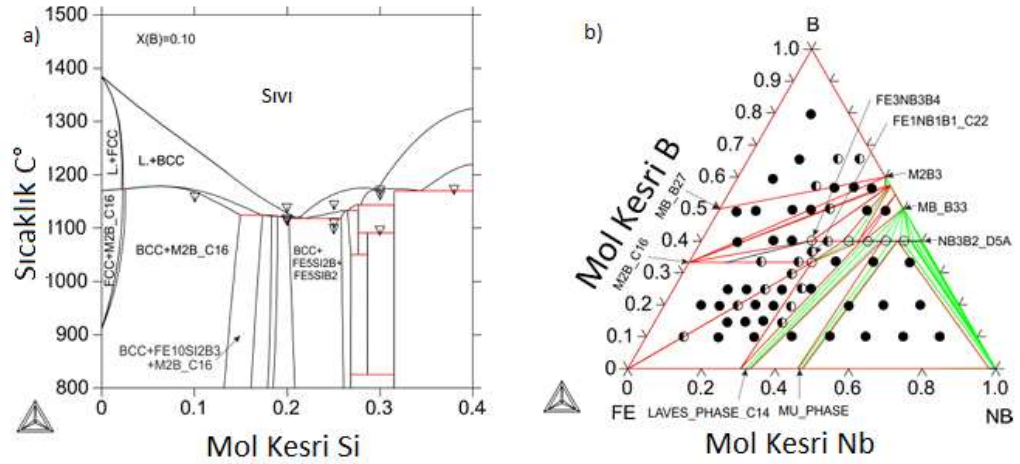 a)
1500
1400
1300
1200
1100
1000
900
800
Sıcaklık C°
X(B)=0.10
Sıvı
L.+FCC
L.+BCC
FCC+M2B_C16
BCC+M2B_C16
BCC+
FE5SI2B+
FE5SIB2
BCC+FE10SI2B3
+M2B_C16
0
0.1
0.2
0.3
0.4
Mol Kesri Si
b)
B
1.0
0.9
0.8
0.7
0.6
0.5
0.4
0.3
0.2
0.1
0
Mol Kesri B
FE3NB3B4
FE1NB1B1_C22
M2B3
MB_B27
MB_B33
M2B_C16
NB3B2_D5A
0.2
0.4
0.6
0.8
1.0
FE
LAVES_PHASE_C14
MU_PHASE
NB
Mol Kesri Nb